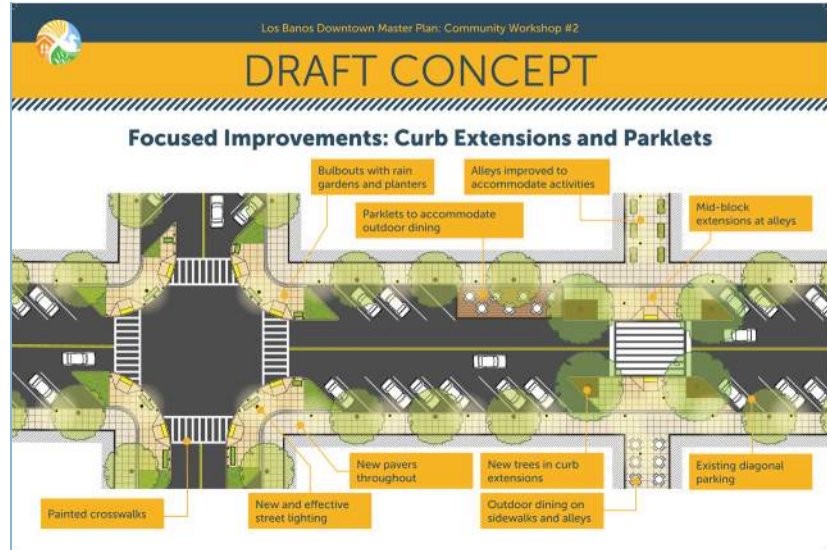 Los Banos Downtown Master Plan: Community Workshop #2
DRAFT CONCEPT
Focused Improvements: Curb Extensions and Parklets
Bulbouts with rain
gardens and planters
Alleys improved to
accommodate activities
Parklets to accommodate
outdoor dining
Mid-block
extensions at alleys
New pavers
throughout
New trees in curb
extensions
Existing diagonal
parking
Painted crosswalks
New and effective
street lighting
Outdoor dining on
sidewalks and alleys